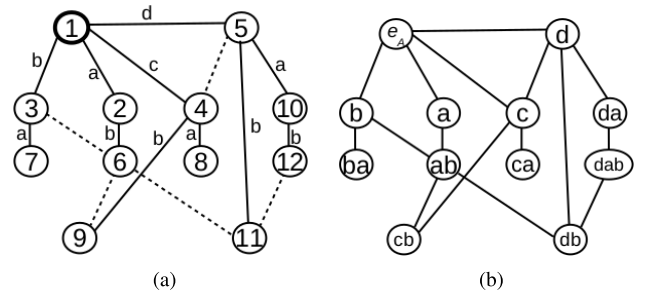 d
1 5 e_A d
b a c a
3 2 4 10 b a c da
a b b a b b
7 6 8 12 ba ab ca dab
9 11 cb db
(a) (b)